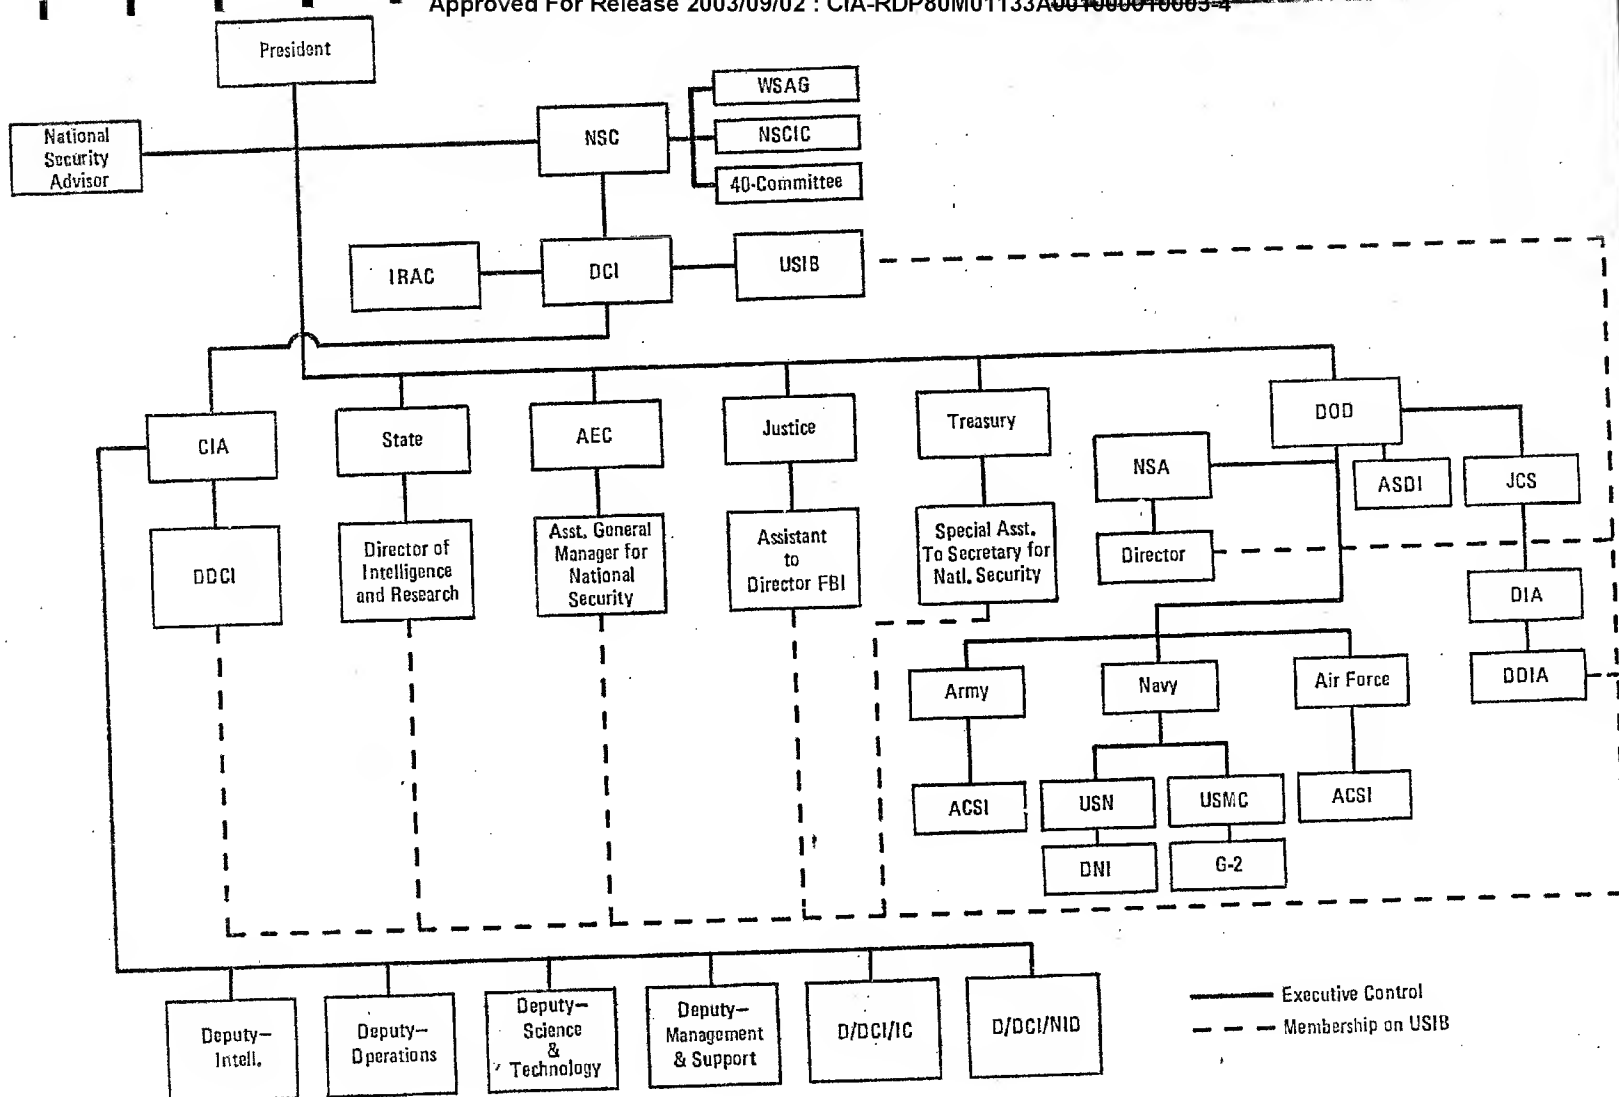 Approved For Release 2003/09/02 : CIA-RDP80M01133A001000010003-4
President
WSAG
NSC
NSCIC
40-Committee
National
Security
Advisor
IRAC
DCI
USIB
CIA
State
AEC
Justice
Treasury
DOD
NSA
ASDI
JCS
DDCI
Director of
Intelligence
and Research
Asst. General
Manager for
National
Security
Assistant
to
Director FBI
Special Asst.
To Secretary for
Natl. Security
Director
DIA
DDIA
Army
Navy
Air Force
ACSI
USN
USMC
ACSI
DNI
G-2
Deputy—
Intell.
Deputy—
Operations
Deputy—
Science
&
Technology
Deputy—
Management
& Support
D/DCI/IC
D/DCI/NIO
Executive Control
Membership on USIB